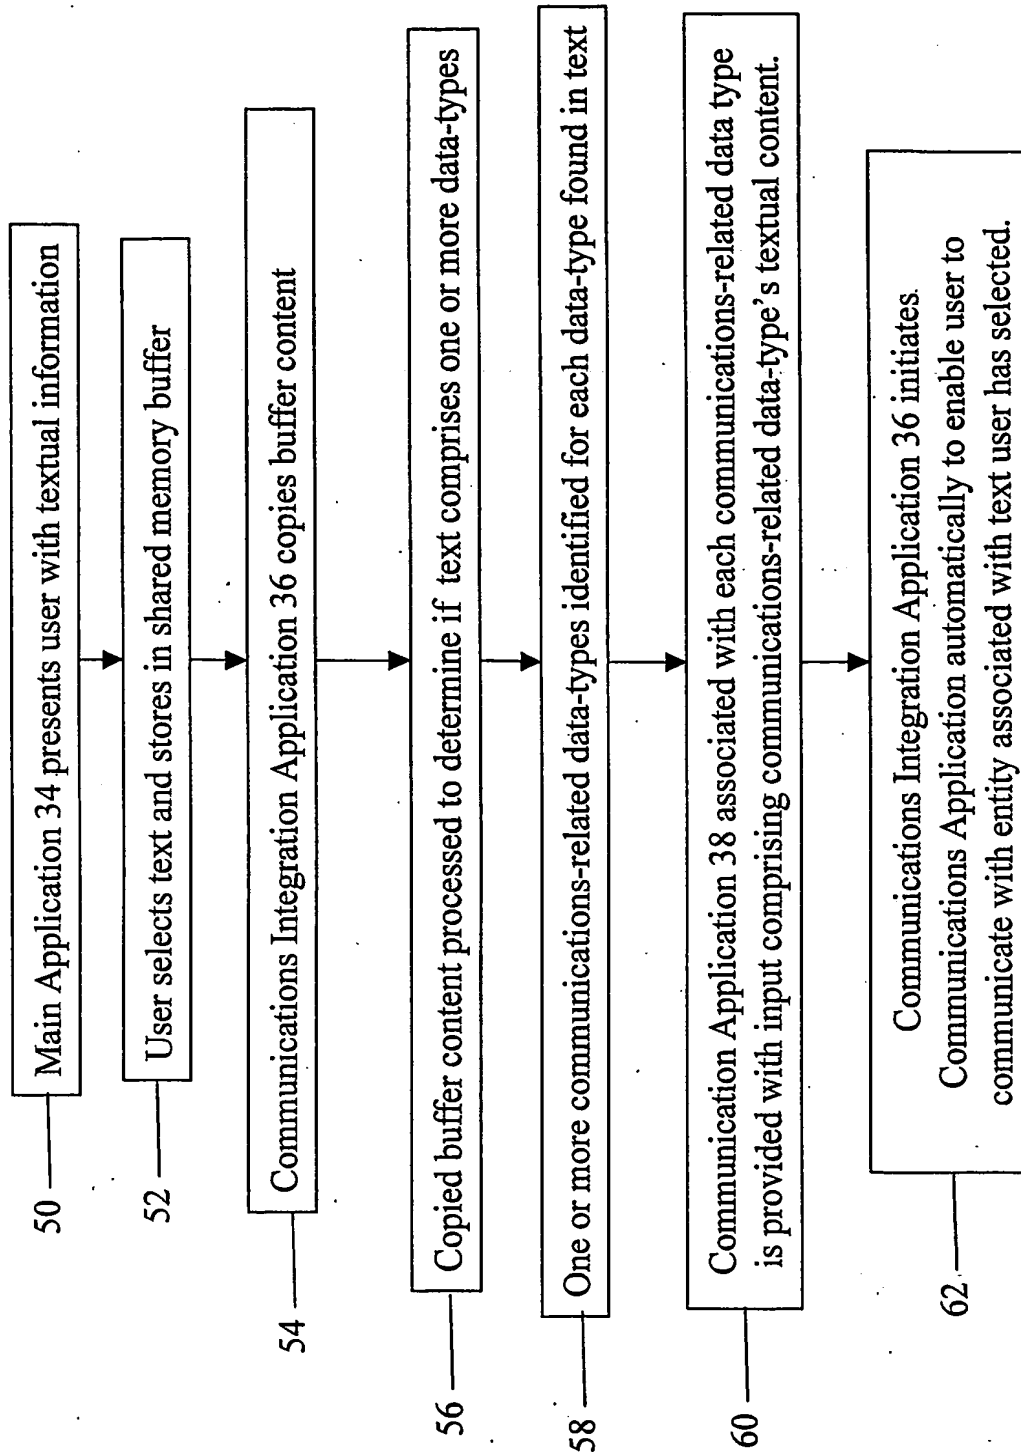 50
Main Application 34 presents user with textual information
52
User selects text and stores in shared memory buffer
54
Communications Integration Application 36 copies buffer content
56
Copied buffer content processed to determine if text comprises one or more data-types
58
One or more communications-related data-types identified for each data-type found in text
60
Communication Application 38 associated with each communications-related data type
is provided with input comprising communications-related data-type's textual content.
62
Communications Integration Application 36 initiates
Communications Application automatically to enable user to
communicate with entity associated with text user has selected.